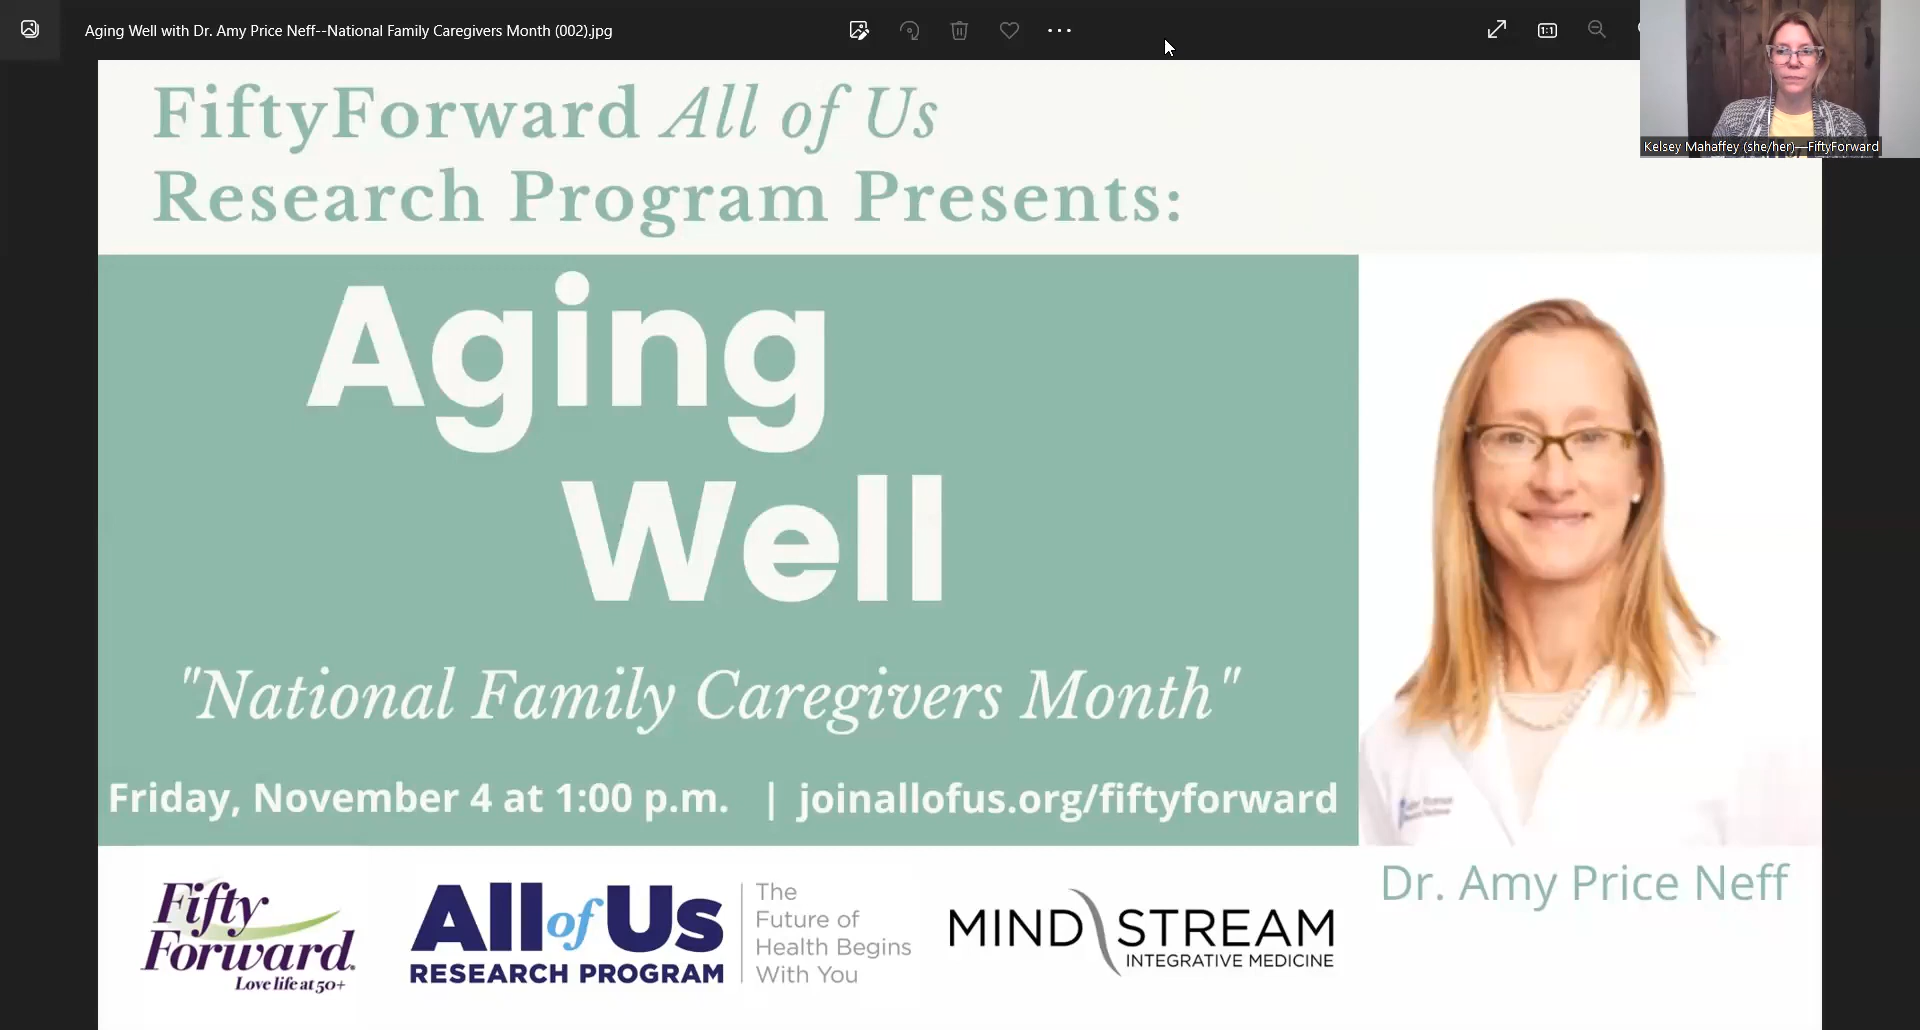 Aging Well with Dr. Amy Price Neff--National Family Caregivers Month (002).jpg
1:1
Kelsey Mahaffey (she/her)—FiftyForward
FiftyForward All of Us
Research Program Presents:
Aging
Well
"National Family Caregivers Month"
Friday, November 4 at 1:00 p.m. | joinallofus.org/fiftyforward
Dr. Amy Price Neff
Fifty
Forward.
Love life at 50+
All of Us
RESEARCH PROGRAM
The
Future of
Health Begins
With You
MIND STREAM
INTEGRATIVE MEDICINE